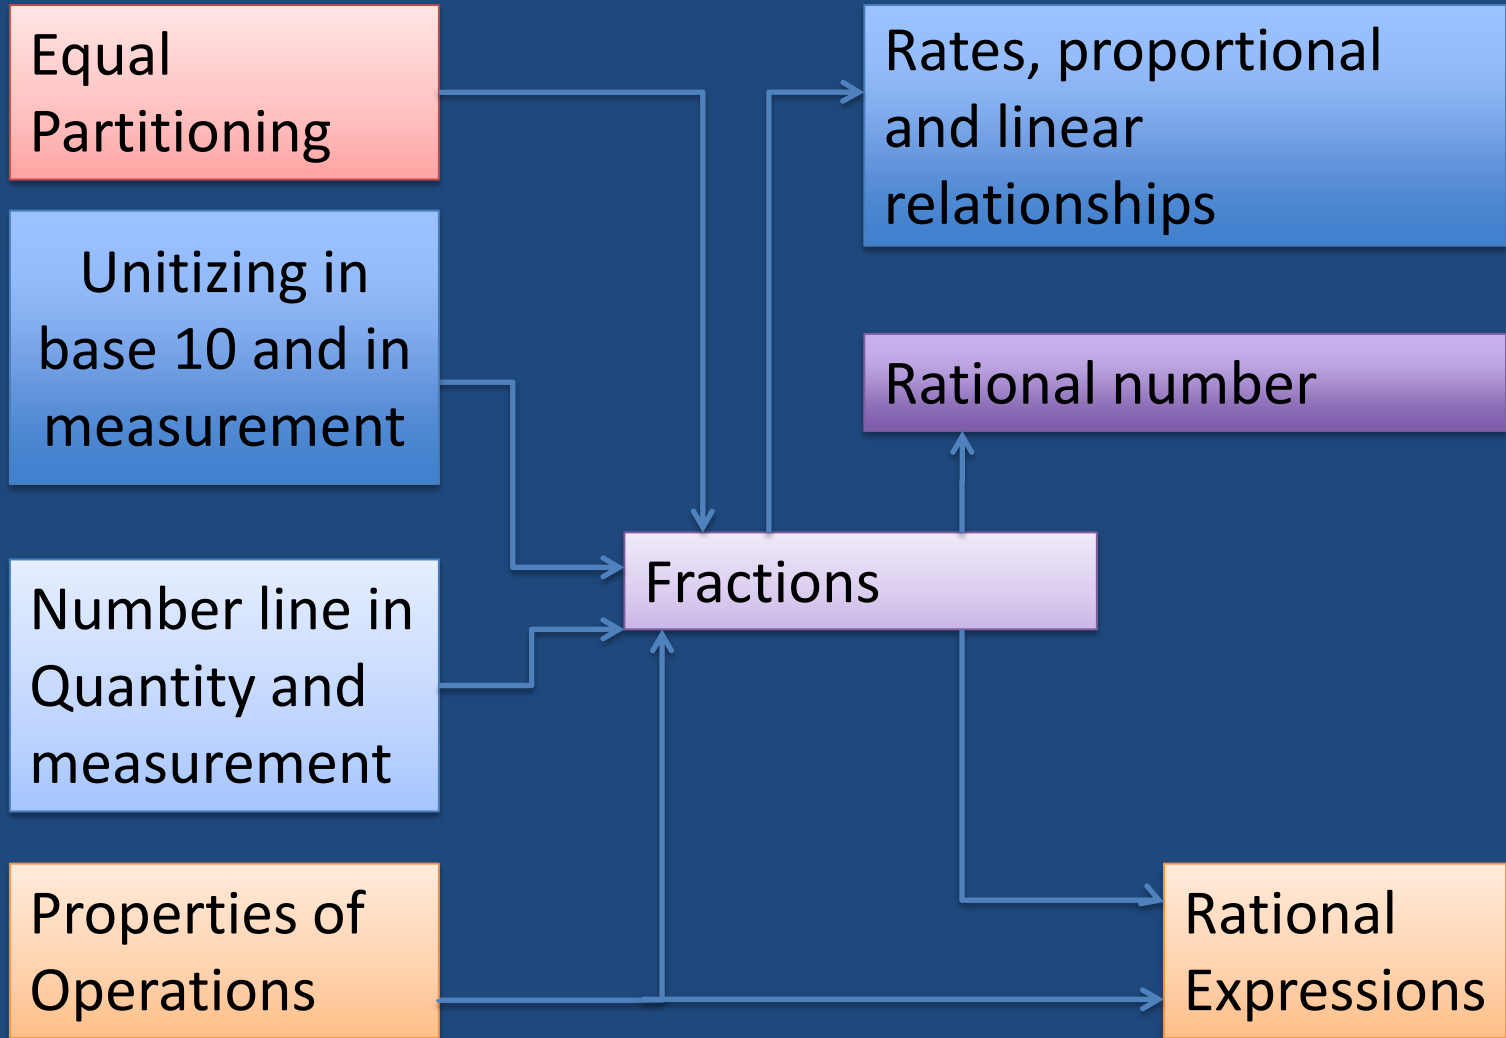 Equal
Partitioning
Unitizing in
base 10 and in
measurement
Number line in
Quantity and
measurement
Properties of
Operations
Fractions
Rates, proportional
and linear
relationships
Rational number
Rational
Expressions